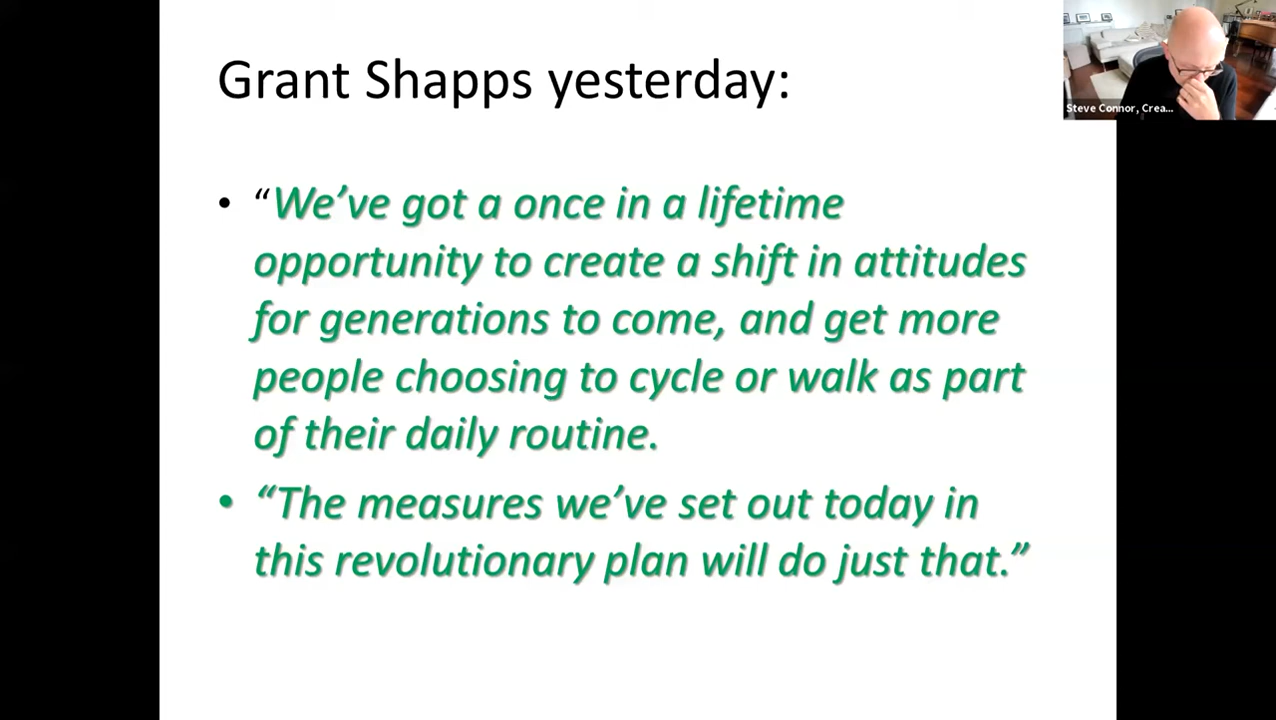 Grant Shapps yesterday:
Steve Connor, Crea...
• “We’ve got a once in a lifetime
opportunity to create a shift in attitudes
for generations to come, and get more
people choosing to cycle or walk as part
of their daily routine.
• “The measures we’ve set out today in
this revolutionary plan will do just that.”